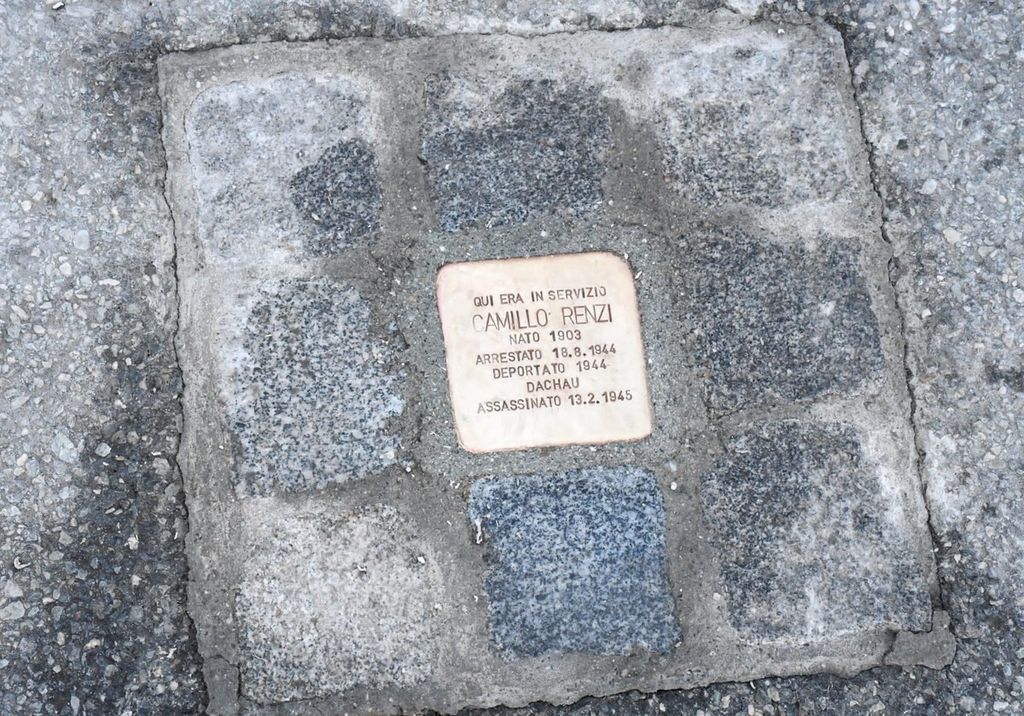 QUI ERA IN SERVIZIO
CAMILLO RENZI
NATO 1903
ARRESTATO 18.8.1944
DEPORTATO 1944
DACHAU
ASSASSINATO 13.2.1945